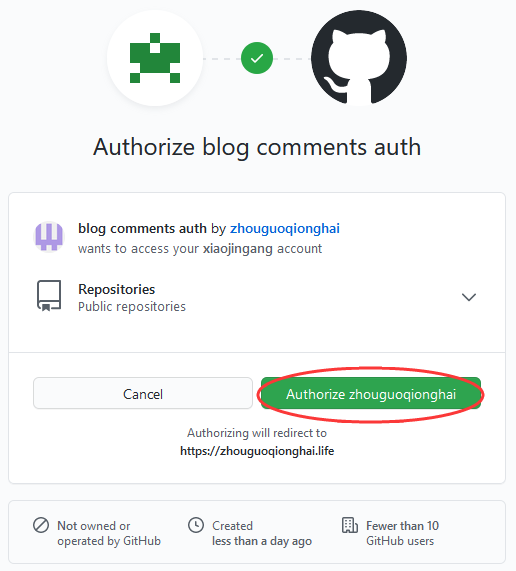 Authorize blog comments auth
blog comments auth by zhouguoqionghai
wants to access your xiaojingang account
Repositories
Public repositories
Cancel
Authorize zhouguoqionghai
Authorizing will redirect to
https://zhouguoqionghai.life
Not owned or
operated by GitHub
Created
less than a day ago
Fewer than 10
GitHub users